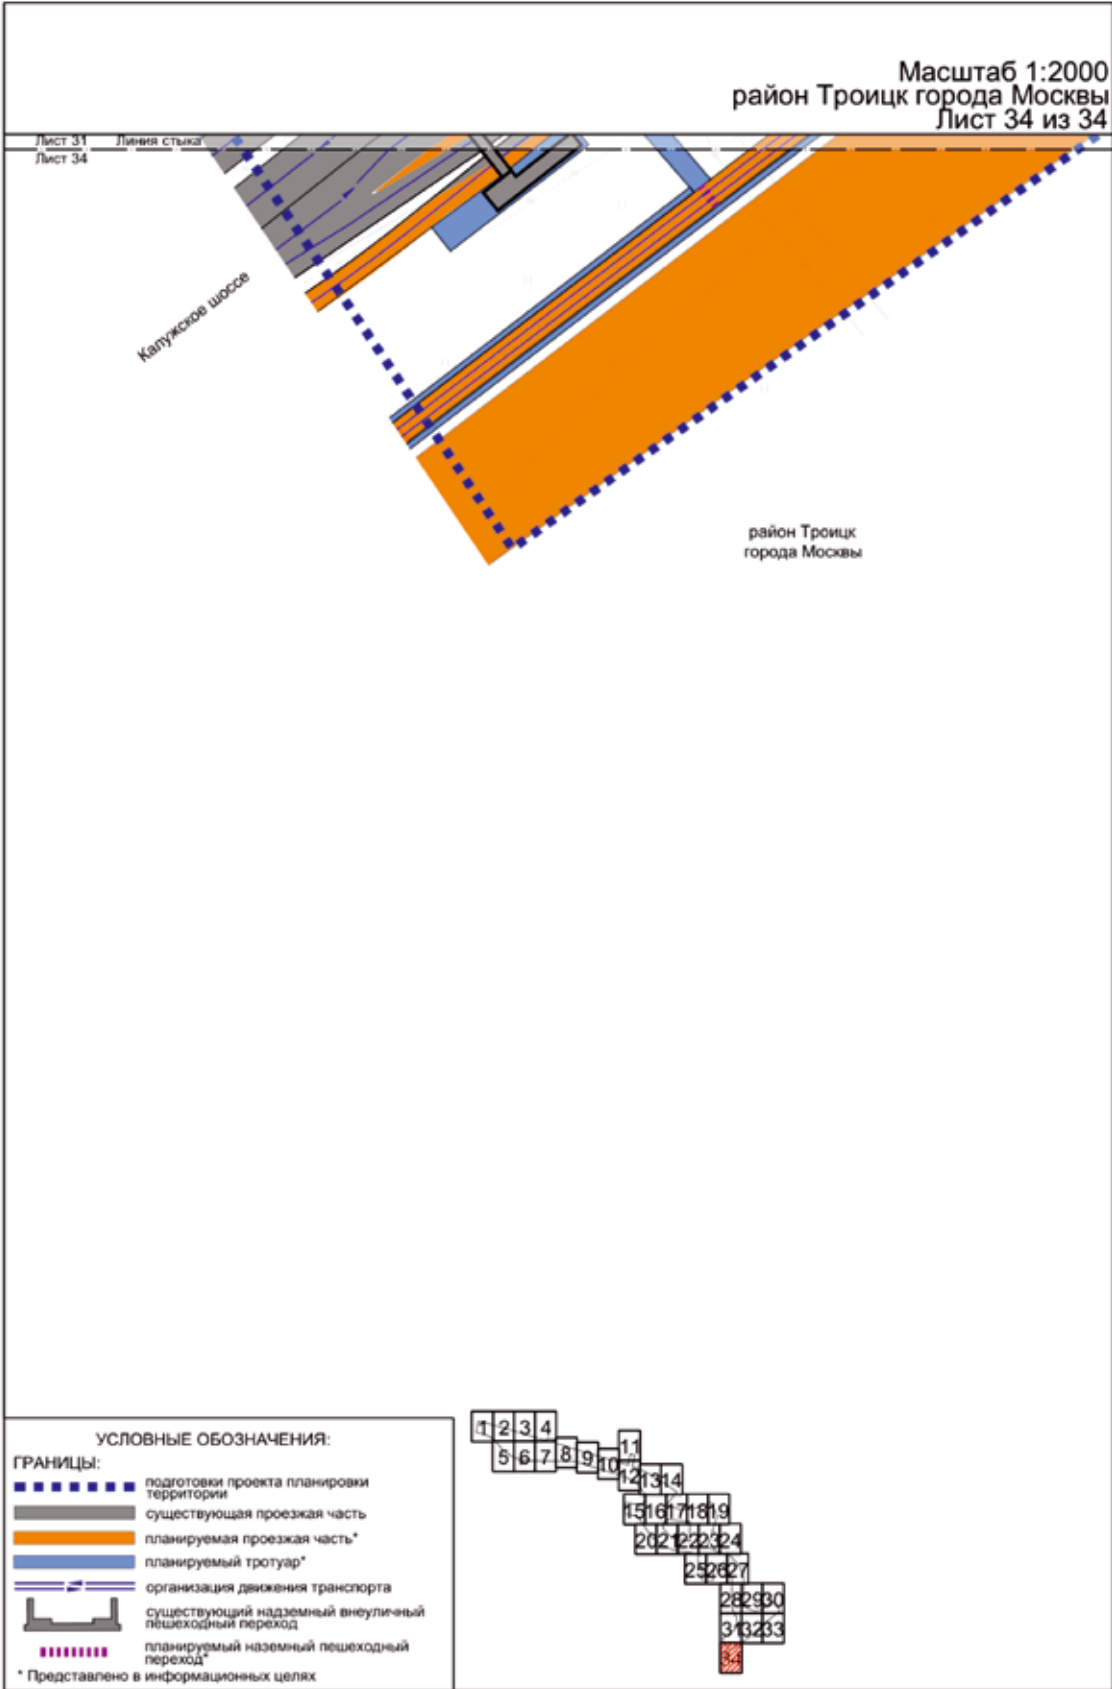 Масштаб 1:2000
район Троицк города Москвы
Лист 34 из 34
Лист 31 Линия стыка
Лист 34
Калужское шоссе
район Троицк
города Москвы
УСЛОВНЫЕ ОБОЗНАЧЕНИЯ:
ГРАНИЦЫ:
подготовки проекта планировки
территории
существующая проезжая часть
планируемая проезжая часть*
планируемый тротуар*
организация движения транспорта
существующий надземный внеуличный
пешеходный переход
планируемый наземный пешеходный
переход*
* Представлено в информационных целях
1 2 3 4
5 6 7 8 9 10 11
12 13 14
15 16 17 18 19
20 21 22 23 24
25 26 27
28 29 30
31 32 33
34